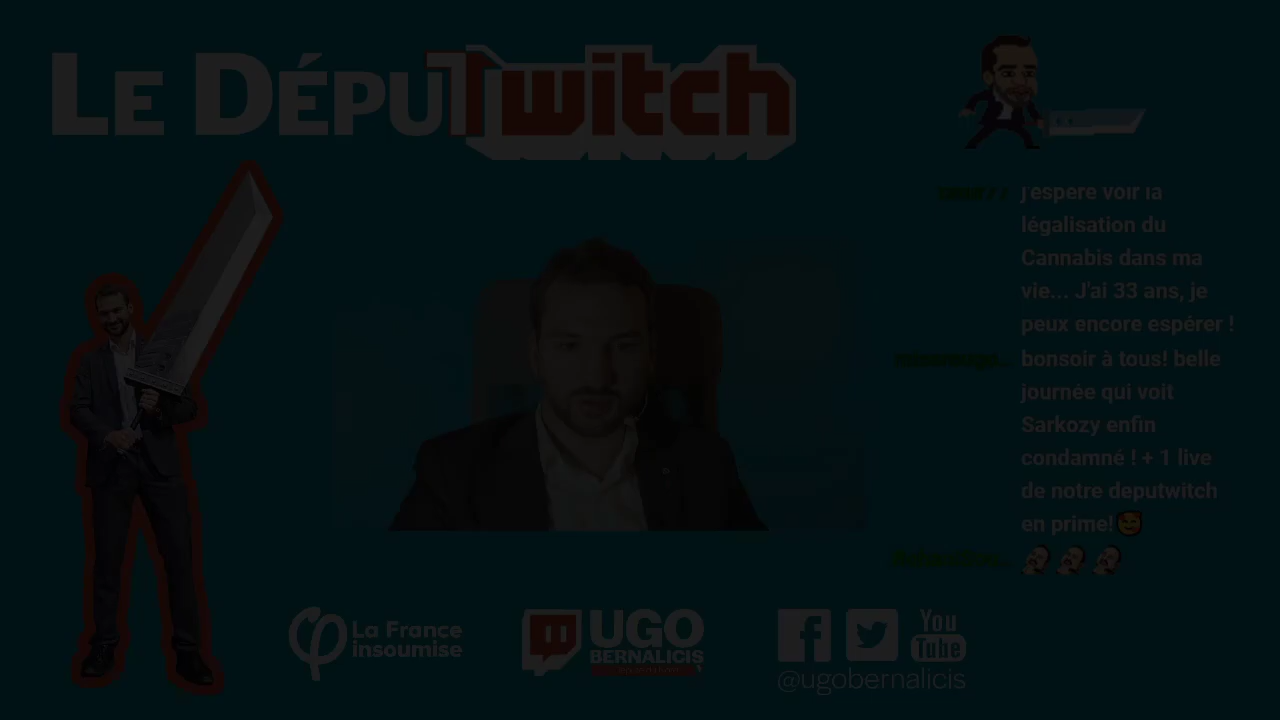 LE DÉPUTwitch
j'espère voir la
légalisation du
Cannabis dans ma
vie... J'ai 33 ans, je
peux encore espérer !
bonsoir à tous! belle
journée qui voit
Sarkozy enfin
condamné ! + 1 live
de notre deputwitch
en prime!
La France
insoumise
UGO
BERNALICIS
You
Tube
@ugobernalicis